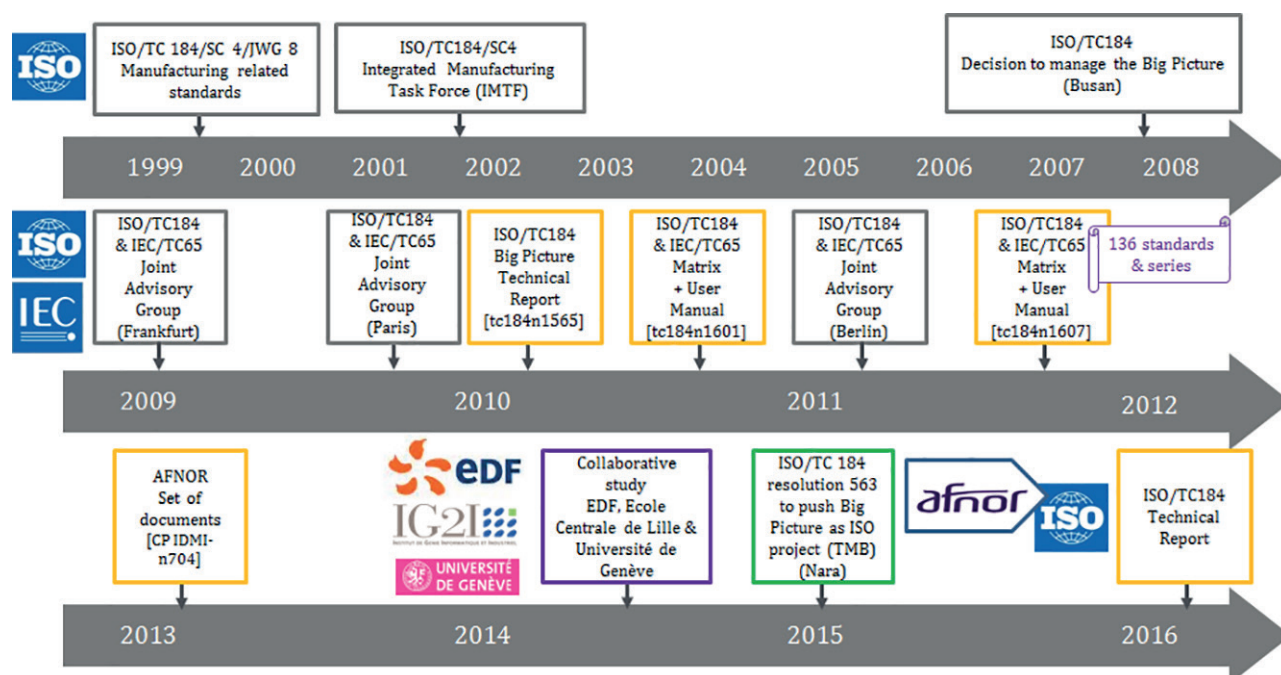 ISO
ISO/TC 184/SC 4/JWG 8
Manufacturing related
standards
ISO/TC184/SC4
Integrated Manufacturing
Task Force (IMTF)
ISO/TC184
Decision to manage the Big Picture
(Busan)
1999 2000 2001 2002 2003 2004 2005 2006 2007 2008
ISO
IEC
ISO/TC184
& IEC/TC65
Joint
Advisory
Group
(Frankfurt)
ISO/TC184
& IEC/TC65
Joint
Advisory
Group
(Paris)
ISO/TC184
Big Picture
Technical
Report
[tc184n1565]
ISO/TC184
& IEC/TC65
Matrix
+ User
Manual
[tc184n1601]
ISO/TC184
& IEC/TC65
Joint
Advisory
Group
(Berlin)
ISO/TC184
& IEC/TC65
Matrix
+ User
Manual
[tc184n1607]
136 standards
& series
2009 2010 2011 2012
AFNOR
Set of
documents
[CP IDMI-
n704]
eDF
IG2I
INSTITUT DE GENIE INFORMATIQUE ET INDUSTRIEL
UNIVERSITÉ
DE GENÈVE
Collaborative
study
EDF, Ecole
Centrale de Lille &
Université de
Genève
ISO/TC 184
resolution 563
to push Big
Picture as ISO
project (TMB)
(Nara)
afnor
ISO
ISO/TC184
Technical
Report
2013 2014 2015 2016